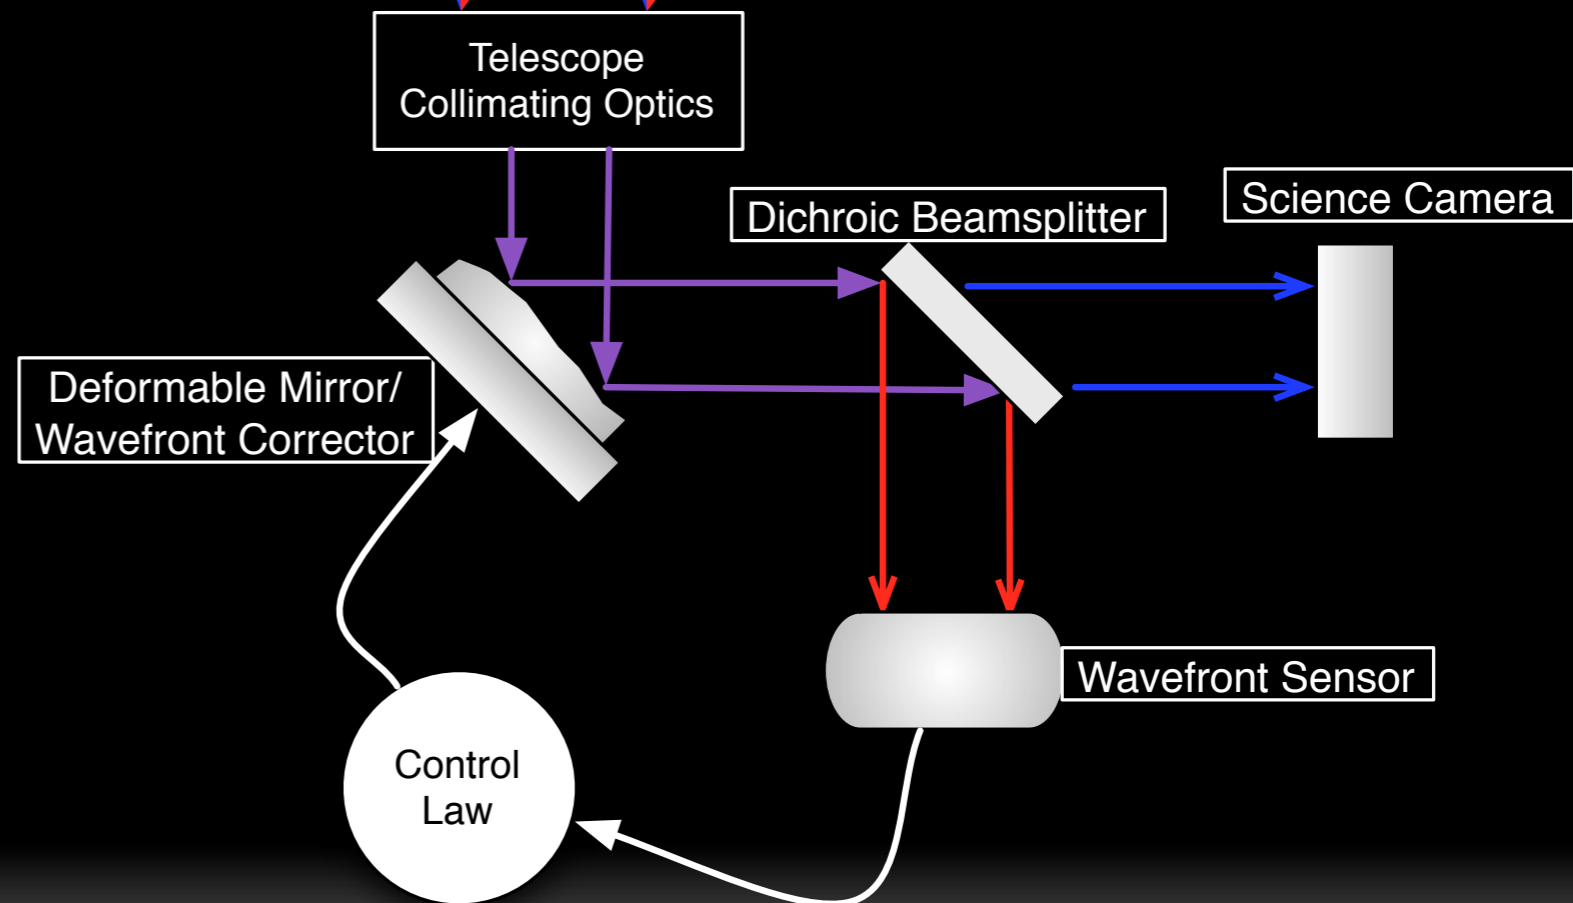 Telescope
Collimating Optics
Dichroic Beamsplitter
Science Camera
Deformable Mirror/
Wavefront Corrector
Wavefront Sensor
Control
Law